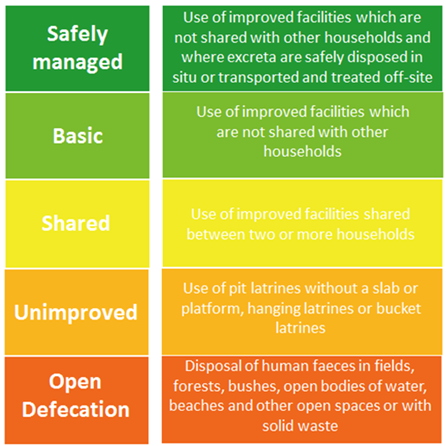 Safely
managed
Use of improved facilities which are
not shared with other households and
where excreta are safely disposed in
situ or transported and treated off-site
Basic
Use of improved facilities which
are not shared with other
households
Shared
Use of improved facilities shared
between two or more households
Unimproved
Use of pit latrines without a slab or
platform, hanging latrines or bucket
latrines
Open
Defecation
Disposal of human faeces in fields,
forests, bushes, open bodies of water,
beaches and other open spaces or with
solid waste